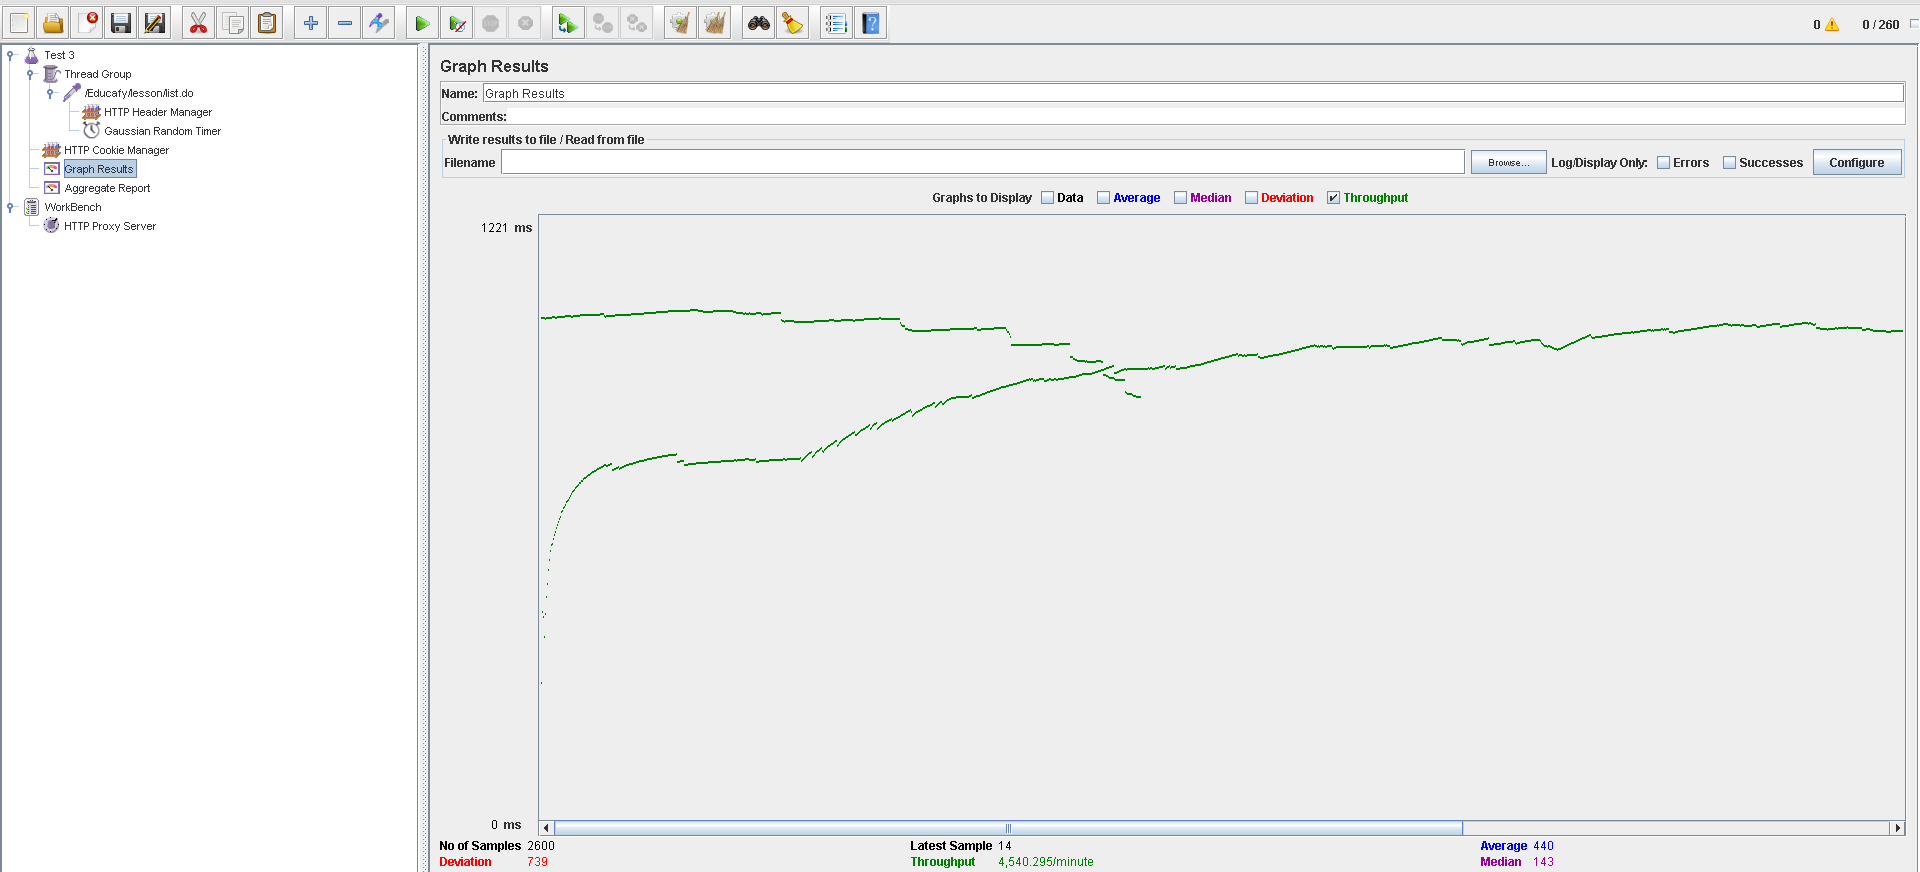 0 0 / 260
Test 3
Thread Group
/Educafy/lesson/list.do
HTTP Header Manager
Gaussian Random Timer
HTTP Cookie Manager
Graph Results
Aggregate Report
WorkBench
HTTP Proxy Server
Graph Results
Name: Graph Results
Comments:
Write results to file / Read from file
Filename Browse... Log/Display Only: Errors Successes Configure
Graphs to Display Data Average Median Deviation Throughput
1221 ms
0 ms
No of Samples 2600 Latest Sample 14 Average 440
Deviation 739 Throughput 4,540.295/minute Median 143